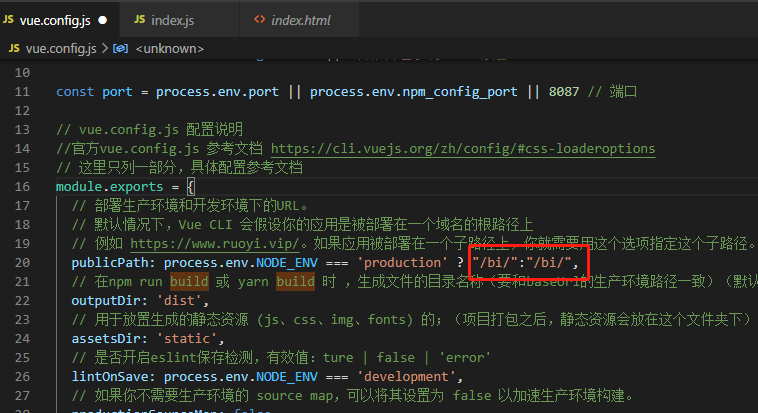 JS vue.config.js ● JS index.js <> index.html
JS vue.config.js > <unknown>
10
11 const port = process.env.port || process.env.npm_config_port || 8087 // 端口
12
13 // vue.config.js 配置说明
14 //官方vue.config.js 参考文档 https://cli.vuejs.org/zh/config/#css-loaderoptions
15 // 这里只列一部分，具体配置参考文档
16 module.exports = {
17 // 部署生产环境和开发环境下的URL。
18 // 默认情况下，Vue CLI 会假设你的应用是被部署在一个域名的根路径上
19 // 例如 https://www.ruoyi.vip/。如果应用被部署在一个子路径上，你就需要用这个选项指定这个子路径。
20 publicPath: process.env.NODE_ENV === 'production' ? "/bi/":"/bi/",
21 // 在npm run build 或 yarn build 时 ，生成文件的目录名称（要和baseUrl的生产环境路径一致）（默认
22 outputDir: 'dist',
23 // 用于放置生成的静态资源 (js、css、img、fonts) 的；（项目打包之后，静态资源会放在这个文件夹下）
24 assetsDir: 'static',
25 // 是否开启eslint保存检测，有效值：ture | false | 'error'
26 lintOnSave: process.env.NODE_ENV === 'development',
27 // 如果你不需要生产环境的 source map，可以将其设置为 false 以加速生产环境构建。
28 productionSourceMap: false,